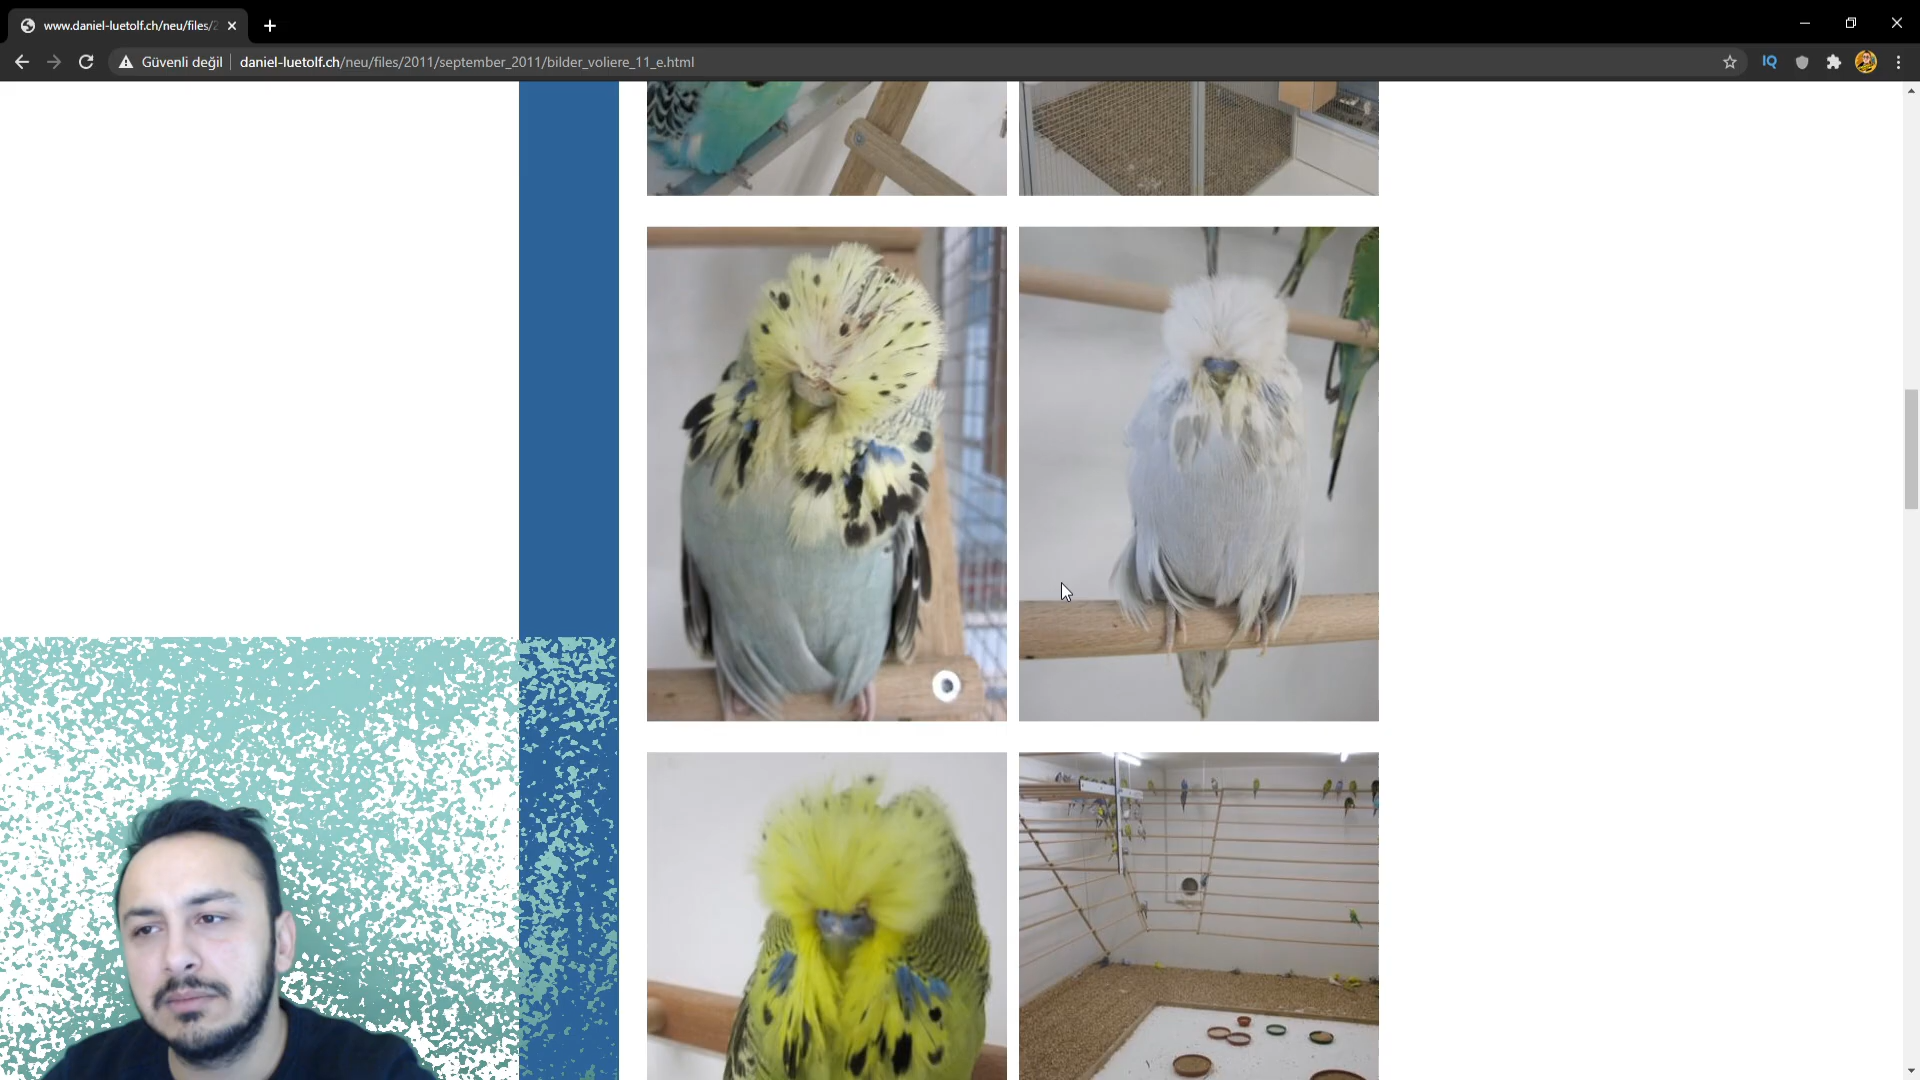 www.daniel-luetolf.ch/neu/files/2
Güvenli değil
daniel-luetolf.ch/neu/files/2011/september_2011/bilder_voliere_11_e.html
IQ